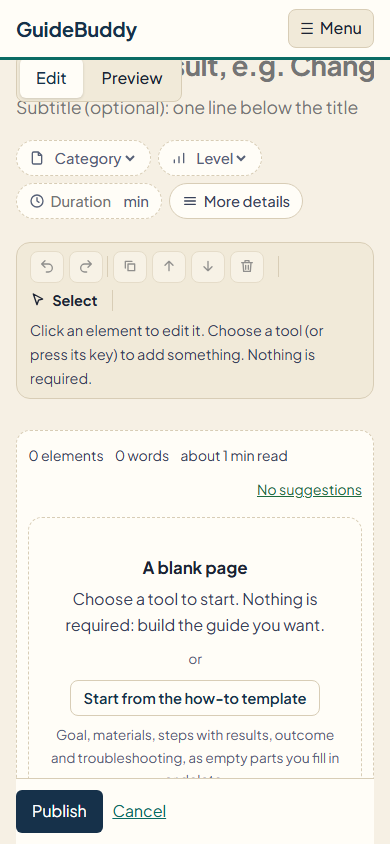 GuideBuddy
☰ Menu
Edit Preview sult, e.g. Chang
Subtitle (optional): one line below the title
Category
Level
Duration min
More details
Select
Click an element to edit it. Choose a tool (or
press its key) to add something. Nothing is
required.
0 elements 0 words about 1 min read
No suggestions
A blank page
Choose a tool to start. Nothing is
required: build the guide you want.
or
Start from the how-to template
Goal, materials, steps with results, outcome
and troubleshooting, as empty parts you fill in
Publish Cancel